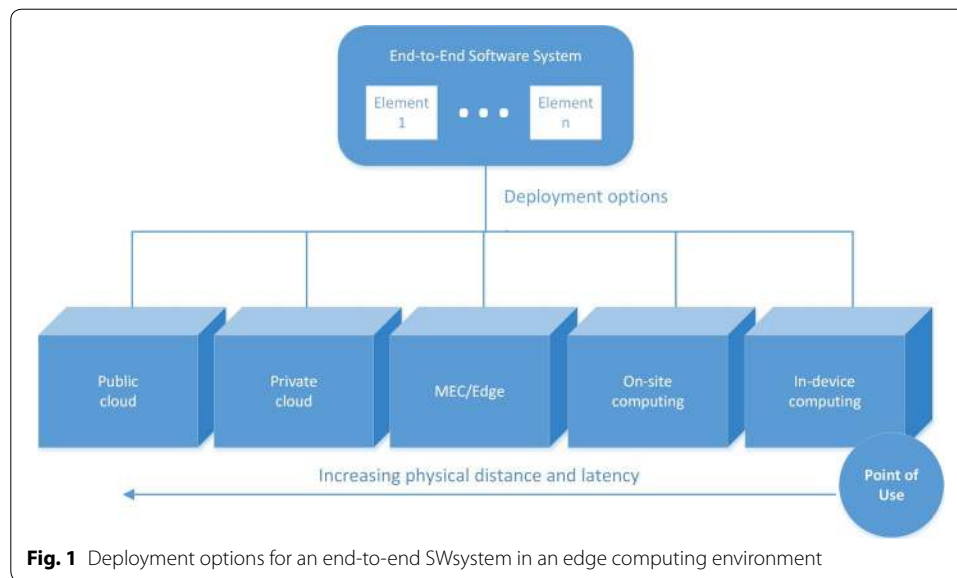 End-to-End Software System
Element
1
Element
n
Deployment options
Public
cloud
Private
cloud
MEC/Edge
On-site
computing
In-device
computing
Increasing physical distance and latency
Point of
Use
Fig. 1 Deployment options for an end-to-end SWsystem in an edge computing environment